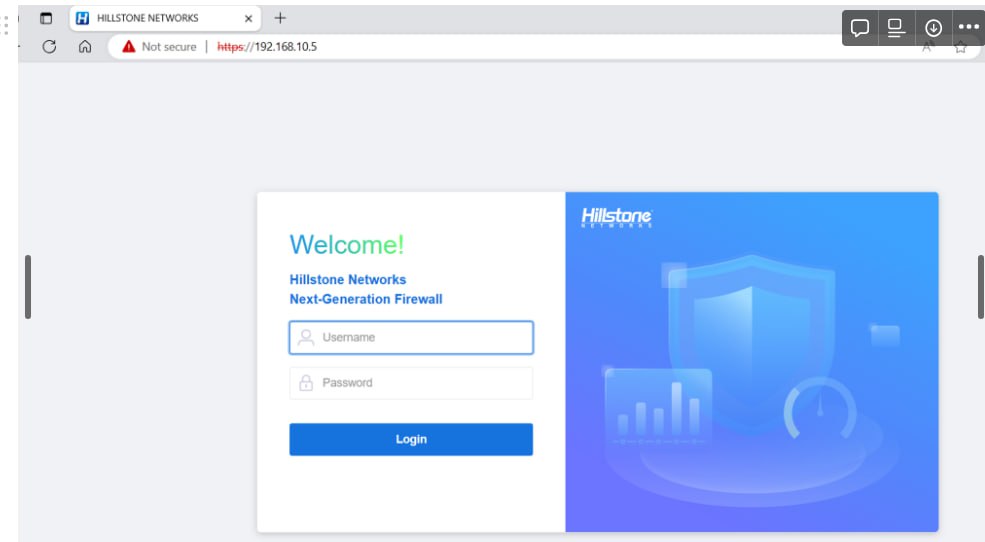 HILLSTONE NETWORKS
Not secure | https://192.168.10.5
Hillstone
NETWORKS
Welcome!
Hillstone Networks
Next-Generation Firewall
Username
Password
Login